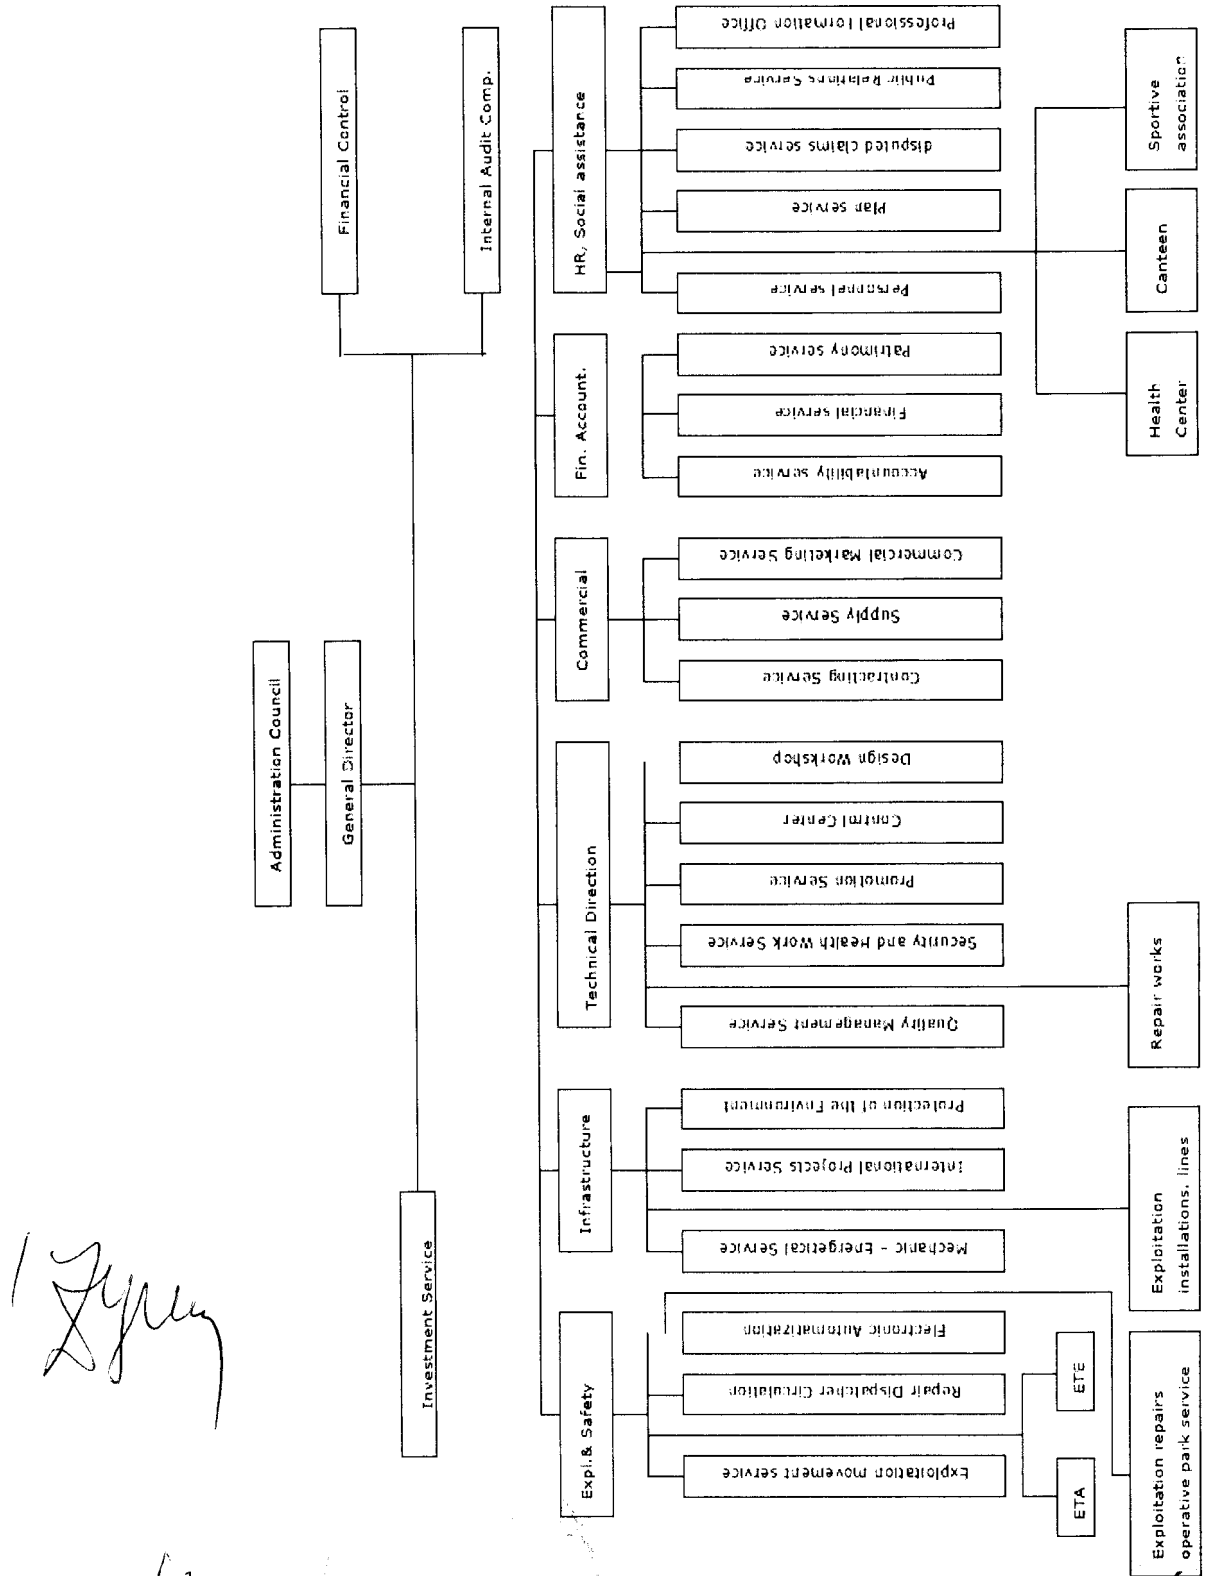 Administration Council
General Director
Investment Service
Financial Control
Internal Audit Comp.
Expl.& Safety
Infrastructure
Technical Direction
Commercial
Fin. Account.
HR, Social assistance
Exploitation movement service
Repair Dispatcher Circulation
Electronic Automatization
Mechanic - Energetical Service
International Projects Service
Protection of the Environment
Quality Management Service
Security and Health Work Service
Promotion Service
Control Center
Design Workshop
Contracting Service
Supply Service
Commercial Marketing Service
Accountability service
Financial service
Patrimony service
Personnel service
Plan service
disputed claims service
Public Relations Service
Professional Formation Office
ETA
ETE
Exploitation repairs
operative park service
Exploitation
installations, lines
Repair works
Health
Center
Canteen
Sportive
association